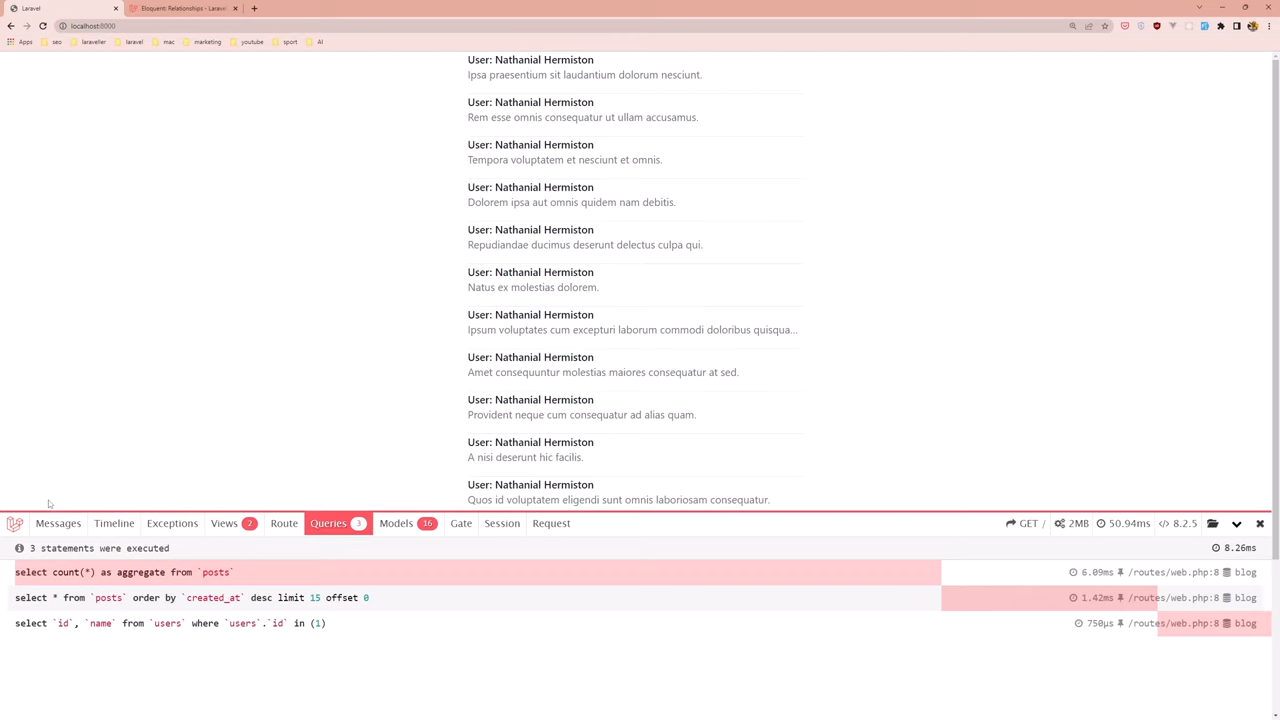 Laravel
Eloquent: Relationships - Larave
localhost:8000
Apps seo laraveller laravel mac marketing youtube sport AI
User: Nathanial Hermiston
Ipsa praesentium sit laudantium dolorum nesciunt.
User: Nathanial Hermiston
Rem esse omnis consequatur ut ullam accusamus.
User: Nathanial Hermiston
Tempora voluptatem et nesciunt et omnis.
User: Nathanial Hermiston
Dolorem ipsa aut omnis quidem nam debitis.
User: Nathanial Hermiston
Repudiandae ducimus deserunt delectus culpa qui.
User: Nathanial Hermiston
Natus ex molestias dolorem.
User: Nathanial Hermiston
Ipsum voluptates cum excepturi laborum commodi doloribus quisqua...
User: Nathanial Hermiston
Amet consequuntur molestias maiores consequatur at sed.
User: Nathanial Hermiston
Provident neque cum consequatur ad alias quam.
User: Nathanial Hermiston
A nisi deserunt hic facilis.
User: Nathanial Hermiston
Quos id voluptatem eligendi sunt omnis laboriosam consequatur.
Messages Timeline Exceptions Views 2 Route Queries 3 Models 16 Gate Session Request GET / 2MB 50.94ms </> 8.2.5
3 statements were executed 8.26ms
select count(*) as aggregate from `posts` 6.09ms /routes/web.php:8 blog
select * from `posts` order by `created_at` desc limit 15 offset 0 1.42ms /routes/web.php:8 blog
select `id`, `name` from `users` where `users`.`id` in (1) 750μs /routes/web.php:8 blog